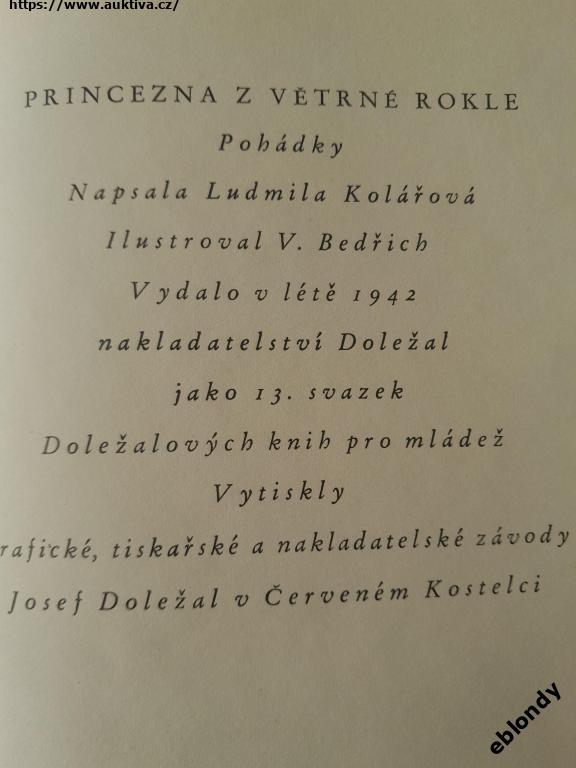 https://www.auktiva.cz/
PRINCEZNA Z VĚTRNÉ ROKLE
Pohádky
Napsala Ludmila Kolářová
Ilustroval V. Bedřich
Vydalo v létě 1942
nakladatelství Doležal
jako 13. svazek
Doležalových knih pro mládež
Vytiskly
rafické, tiskařské a nakladatelské závody
Josef Doležal v Červeném Kostelci
eblondy